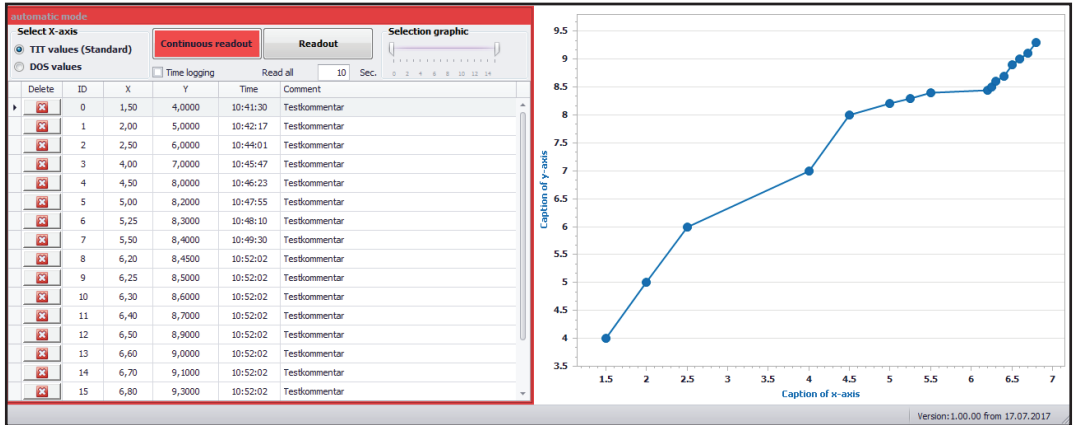 automatic mode
Select X-axis
TIT values (Standard)
DOS values
Continuous readout
Readout
Time logging
Read all 10 Sec.
Selection graphic
0 2 4 6 8 10 12 14
Delete ID X Y Time Comment
0 1,50 4,0000 10:41:30 Testkommentar
1 2,00 5,0000 10:42:17 Testkommentar
2 2,50 6,0000 10:44:01 Testkommentar
3 4,00 7,0000 10:45:47 Testkommentar
4 4,50 8,0000 10:46:23 Testkommentar
5 5,00 8,2000 10:47:55 Testkommentar
6 5,25 8,3000 10:48:10 Testkommentar
7 5,50 8,4000 10:49:30 Testkommentar
8 6,20 8,4500 10:52:02 Testkommentar
9 6,25 8,5000 10:52:02 Testkommentar
10 6,30 8,6000 10:52:02 Testkommentar
11 6,40 8,7000 10:52:02 Testkommentar
12 6,50 8,9000 10:52:02 Testkommentar
13 6,60 9,0000 10:52:02 Testkommentar
14 6,70 9,1000 10:52:02 Testkommentar
15 6,80 9,3000 10:52:02 Testkommentar
Caption of y-axis
9.5
9
8.5
8
7.5
7
6.5
6
5.5
5
4.5
4
3.5
1.5 2 2.5 3 3.5 4 4.5 5 5.5 6 6.5 7
Caption of x-axis
Version:1.00.00 from 17.07.2017